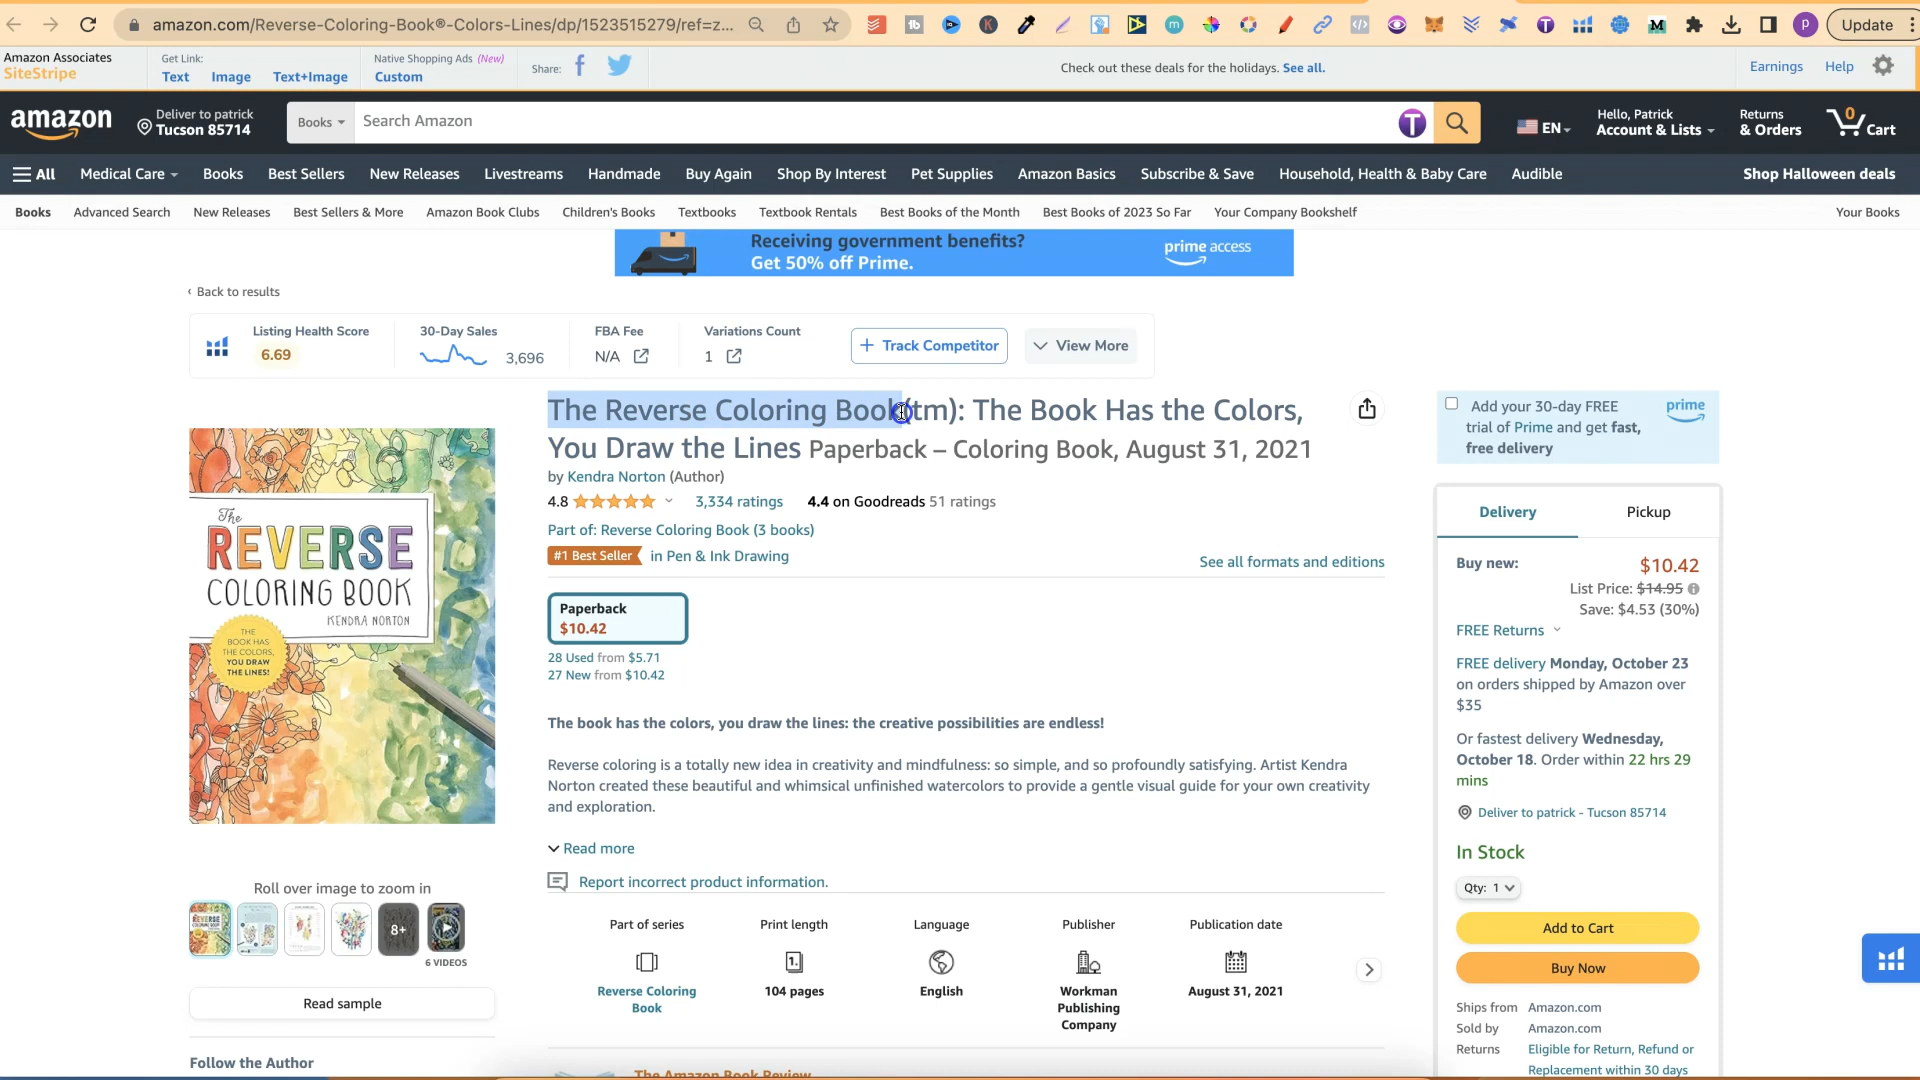 amazon.com/Reverse-Coloring-Book®-Colors-Lines/dp/1523515279/ref=z...
Update
Amazon Associates
SiteStripe
Get Link:
Text Image Text+Image
Native Shopping Ads (New)
Custom
Share:
Check out these deals for the holidays. See all.
Earnings Help
amazon
Deliver to patrick
Tucson 85714
Books
Search Amazon
T
EN
Hello, Patrick
Account & Lists
Returns
& Orders
0
Cart
All Medical Care Books Best Sellers New Releases Livestreams Handmade Buy Again Shop By Interest Pet Supplies Amazon Basics Subscribe & Save Household, Health & Baby Care Audible Shop Halloween deals
Books Advanced Search New Releases Best Sellers & More Amazon Book Clubs Children's Books Textbooks Textbook Rentals Best Books of the Month Best Books of 2023 So Far Your Company Bookshelf Your Books
Receiving government benefits?
Get 50% off Prime.
prime access
‹ Back to results
Listing Health Score
6.69
30-Day Sales
3,696
FBA Fee
N/A
Variations Count
1
+ Track Competitor
View More
The Reverse Coloring Book(tm): The Book Has the Colors,
You Draw the Lines Paperback – Coloring Book, August 31, 2021
by Kendra Norton (Author)
4.8 3,334 ratings 4.4 on Goodreads 51 ratings
Part of: Reverse Coloring Book (3 books)
#1 Best Seller in Pen & Ink Drawing
See all formats and editions
Paperback
$10.42
28 Used from $5.71
27 New from $10.42
The book has the colors, you draw the lines: the creative possibilities are endless!
Reverse coloring is a totally new idea in creativity and mindfulness: so simple, and so profoundly satisfying. Artist Kendra
Norton created these beautiful and whimsical unfinished watercolors to provide a gentle visual guide for your own creativity
and exploration.
Read more
Report incorrect product information.
Part of series
Reverse Coloring
Book
Print length
104 pages
Language
English
Publisher
Workman
Publishing
Company
Publication date
August 31, 2021
The Amazon Book Review
The
REVERSE
COLORING BOOK
KENDRA NORTON
THE
BOOK HAS
THE COLORS,
YOU DRAW
THE LINES!
Roll over image to zoom in
8+
6 VIDEOS
Read sample
Follow the Author
Add your 30-day FREE
trial of Prime and get fast,
free delivery
prime
Delivery Pickup
Buy new: $10.42
List Price: $14.95
Save: $4.53 (30%)
FREE Returns
FREE delivery Monday, October 23
on orders shipped by Amazon over
$35
Or fastest delivery Wednesday,
October 18. Order within 22 hrs 29
mins
Deliver to patrick - Tucson 85714
In Stock
Qty: 1
Add to Cart
Buy Now
Ships from Amazon.com
Sold by Amazon.com
Returns Eligible for Return, Refund or
Replacement within 30 days